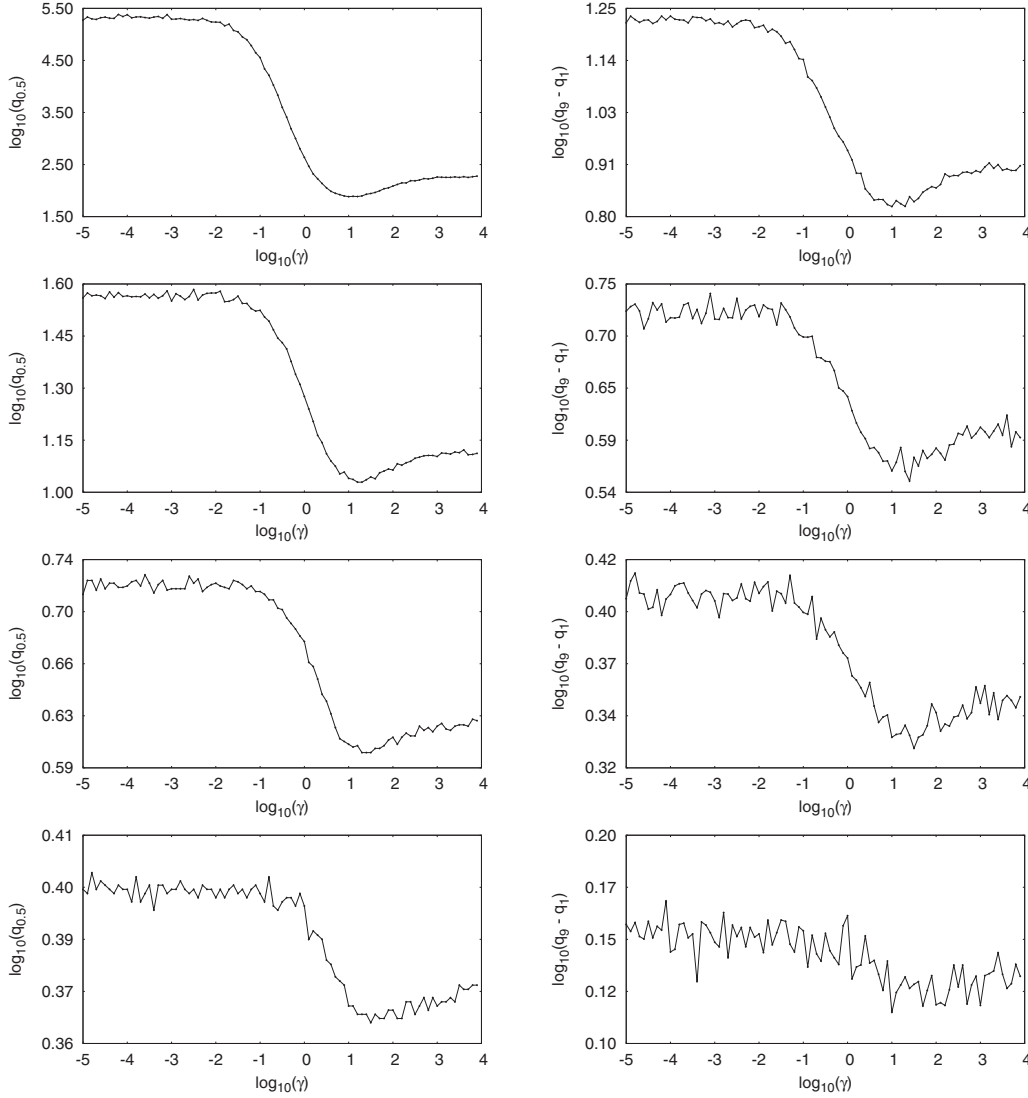 5.50
4.50
3.50
2.50
1.50
log10(q0.5)
-5 -4 -3 -2 -1 0 1 2 3 4
log10(γ)
1.25
1.14
1.03
0.91
0.80
log10(q9 - q1)
-5 -4 -3 -2 -1 0 1 2 3 4
log10(γ)
1.60
1.45
1.30
1.15
1.00
log10(q0.5)
-5 -4 -3 -2 -1 0 1 2 3 4
log10(γ)
0.75
0.70
0.65
0.59
0.54
log10(q9 - q1)
-5 -4 -3 -2 -1 0 1 2 3 4
log10(γ)
0.74
0.70
0.66
0.63
0.59
log10(q0.5)
-5 -4 -3 -2 -1 0 1 2 3 4
log10(γ)
0.42
0.40
0.37
0.34
0.32
log10(q9 - q1)
-5 -4 -3 -2 -1 0 1 2 3 4
log10(γ)
0.41
0.40
0.39
0.37
0.36
log10(q0.5)
-5 -4 -3 -2 -1 0 1 2 3 4
log10(γ)
0.20
0.17
0.15
0.12
0.10
log10(q9 - q1)
-5 -4 -3 -2 -1 0 1 2 3 4
log10(γ)